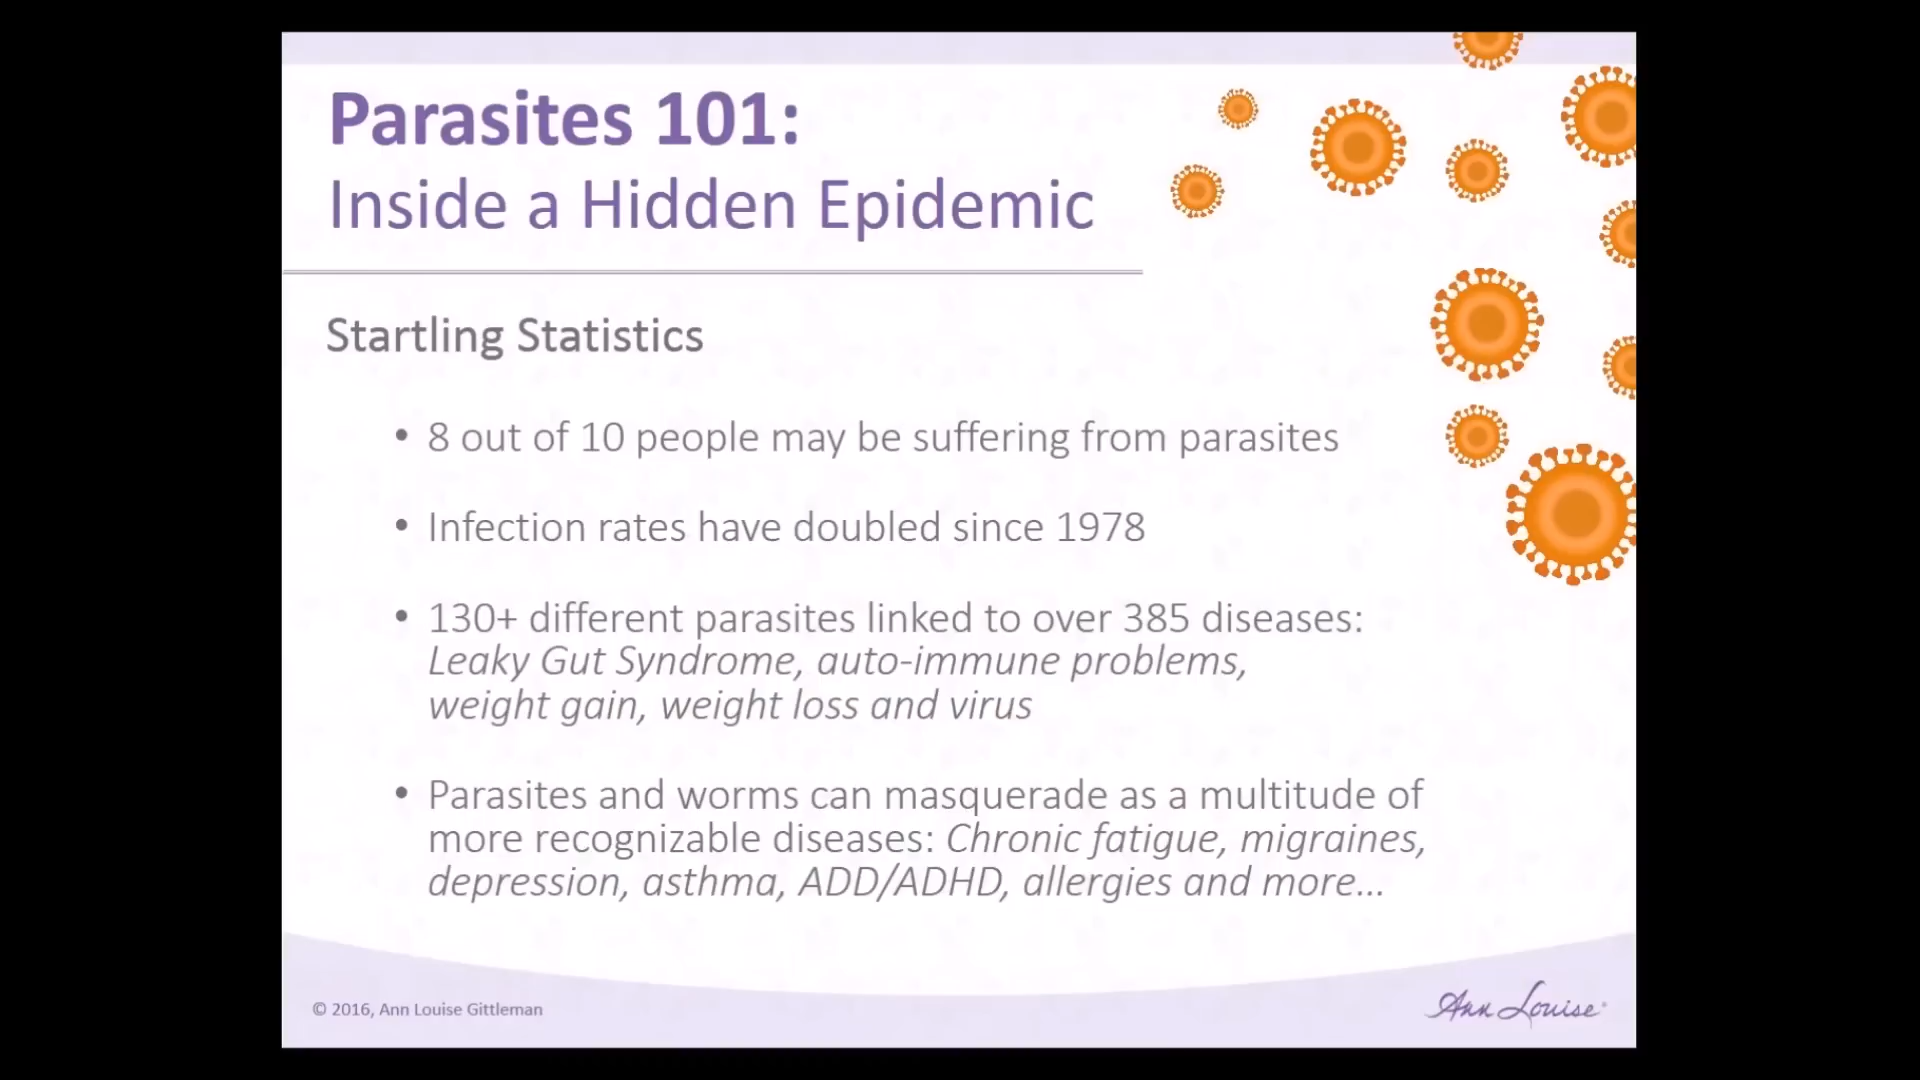 Parasites 101:
Inside a Hidden Epidemic
Startling Statistics
• 8 out of 10 people may be suffering from parasites
• Infection rates have doubled since 1978
• 130+ different parasites linked to over 385 diseases:
Leaky Gut Syndrome, auto-immune problems,
weight gain, weight loss and virus
• Parasites and worms can masquerade as a multitude of
more recognizable diseases: Chronic fatigue, migraines,
depression, asthma, ADD/ADHD, allergies and more...
© 2016, Ann Louise Gittleman
Ann Louise